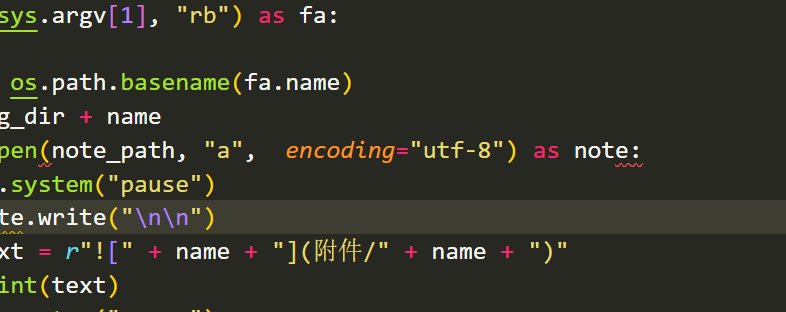 sys.argv[1], "rb") as fa:
os.path.basename(fa.name)
g_dir + name
pen(note_path, "a",  encoding="utf-8") as note:
.system("pause")
te.write("\n\n")
xt = r"![" + name + "](附件/" + name + ")"
int(text)